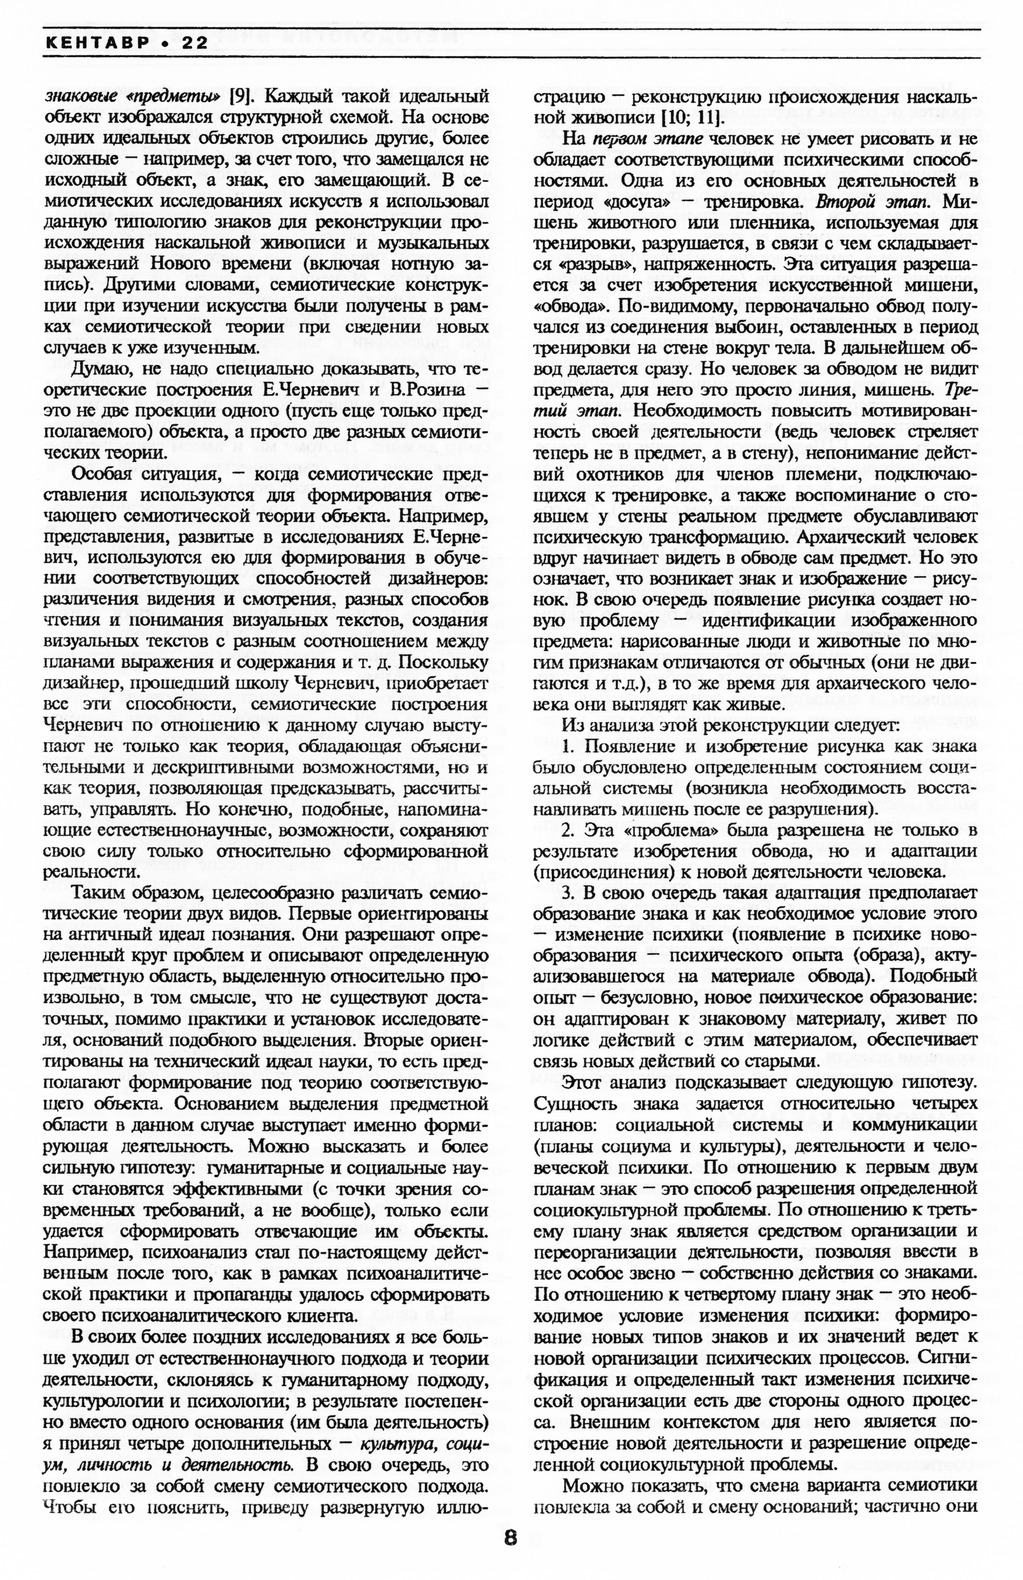 КЕНТАВР • 22
знаковые «предметы» [9]. Каждый такой идеальный
объект изображался структурной схемой. На основе
одних идеальных объектов строились другие, более
сложные — например, за счет того, что замещался не
исходный объект, а знак, его замещающий. В се-
миотических исследованиях искусств я использовал
данную типологию знаков для реконструкции про-
исхождения наскальной живописи и музыкальных
выражений Нового времени (включая нотную за-
пись). Другими словами, семиотические конструк-
ции при изучении искусства были получены в рам-
ках семиотической теории при сведении новых
случаев к уже изученным.
Думаю, не надо специально доказывать, что те-
оретические построения Е.Черневич и В.Розина —
это не две проекции одного (пусть еще только пред-
полагаемого) объекта, а просто две разных семиоти-
ческих теории.
Особая ситуация, — когда семиотические пред-
ставления используются для формирования отве-
чающего семиотической теории объекта. Например,
представления, развитые в исследованиях Е.Черне-
вич, используются ею для формирования в обуче-
нии соответствующих способностей дизайнеров:
различения видения и смотрения, разных способов
чтения и понимания визуальных текстов, создания
визуальных текстов с разным соотношением между
планами выражения и содержания и т. д. Поскольку
дизайнер, прошедший школу Черневич, приобретает
все эти способности, семиотические построения
Черневич по отношению к данному случаю высту-
пают не только как теория, обладающая объясни-
тельными и дескриптивными возможностями, но и
как теория, позволяющая предсказывать, рассчиты-
вать, управлять. Но конечно, подобные, напомина-
ющие естественнонаучные, возможности, сохраняют
свою силу только относительно сформированной
реальности.
Таким образом, целесообразно различать семио-
тические теории двух видов. Первые ориентированы
на античный идеал познания. Они разрешают опре-
деленный круг проблем и описывают определенную
предметную область, выделенную относительно про-
извольно, в том смысле, что не существуют доста-
точных, помимо практики и установок исследовате-
ля, оснований подобного выделения. Вторые ориен-
тированы на технический идеал науки, то есть пред-
полагают формирование под теорию соответствую-
щего объекта. Основанием выделения предметной
области в данном случае выступает именно форми-
рующая деятельность. Можно высказать и более
сильную гипотезу: гуманитарные и социальные нау-
ки становятся эффективными (с точки зрения со-
временных требований, а не вообще), только если
удается сформировать отвечающие им объекты.
Например, психоанализ стал по-настоящему дейст-
венным после того, как в рамках психоаналитиче-
ской практики и пропаганды удалось сформировать
своего психоаналитического клиента.
В своих более поздних исследованиях я все боль-
ше уходил от естественнонаучного подхода и теории
деятельности, склоняясь к гуманитарному подходу,
культурологии и психологии; в результате постепен-
но вместо одного основания (им была деятельность)
я принял четыре дополнительных — культура, соци-
ум, личность и деятельность. В свою очередь, это
повлекло за собой смену семиотического подхода.
Чтобы его пояснить, приведу развернутую иллю-
страцию — реконструкцию происхождения наскаль-
ной живописи [10; 11].
На первом этапе человек не умеет рисовать и не
обладает соответствующими психическими способ-
ностями. Одна из его основных деятельностей в
период «досуга» — тренировка. Второй этап. Ми-
шень животного или пленника, используемая для
тренировки, разрушается, в связи с чем складывает-
ся «разрыв», напряженность. Эта ситуация разреша-
ется за счет изобретения искусственной мишени,
«обвода». По-видимому, первоначально обвод полу-
чался из соединения выбоин, оставленных в период
тренировки на стене вокруг тела. В дальнейшем об-
вод делается сразу. Но человек за обводом не видит
предмета, для него это просто линия, мишень. Тре-
тий этап. Необходимость повысить мотивирован-
ность своей деятельности (ведь человек стреляет
теперь не в предмет, а в стену), непонимание дейст-
вий охотников для членов племени, подключаю-
щихся к тренировке, а также воспоминание о сто-
явшем у стены реальном предмете обуславливают
психическую трансформацию. Архаический человек
вдруг начинает видеть в обводе сам предмет. Но это
означает, что возникает знак и изображение — рису-
нок. В свою очередь появление рисунка создает но-
вую проблему — идентификации изображенного
предмета: нарисованные люди и животные по мно-
гим признакам отличаются от обычных (они не дви-
гаются и т.д.), в то же время для архаического чело-
века они выглядят как живые.
Из анализа этой реконструкции следует:
1. Появление и изобретение рисунка как знака
было обусловлено определенным состоянием соци-
альной системы (возникла необходимость восста-
навливать мишень после ее разрушения).
2. Эта «проблема» была разрешена не только в
результате изобретения обвода, но и адаптации
(присоединения) к новой деятельности человека.
3. В свою очередь такая адаптация предполагает
образование знака и как необходимое условие этого
— изменение психики (появление в психике ново-
образования — психического опыта (образа), акту-
ализовавшегося на материале обвода). Подобный
опыт — безусловно, новое психическое образование:
он адаптирован к знаковому материалу, живет по
логике действий с этим материалом, обеспечивает
связь новых действий со старыми.
Этот анализ подсказывает следующую гипотезу.
Сущность знака задается относительно четырех
планов: социальной системы и коммуникации
(планы социума и культуры), деятельности и чело-
веческой психики. По отношению к первым двум
планам знак — это способ разрешения определенной
социокультурной проблемы. По отношению к треть-
ему плану знак является средством организации и
переорганизации деятельности, позволяя ввести в
нее особое звено — собственно действия со знаками.
По отношению к четвертому плану знак — это необ-
ходимое условие изменения психики: формиро-
вание новых типов знаков и их значений ведет к
новой организации психических процессов. Сигни-
фикация и определенный такт изменения психиче-
ской организации есть две стороны одного процес-
са. Внешним контекстом для него является по-
строение новой деятельности и разрешение опреде-
ленной социокультурной проблемы.
Можно показать, что смена варианта семиотики
повлекла за собой и смену оснований; частично они
8